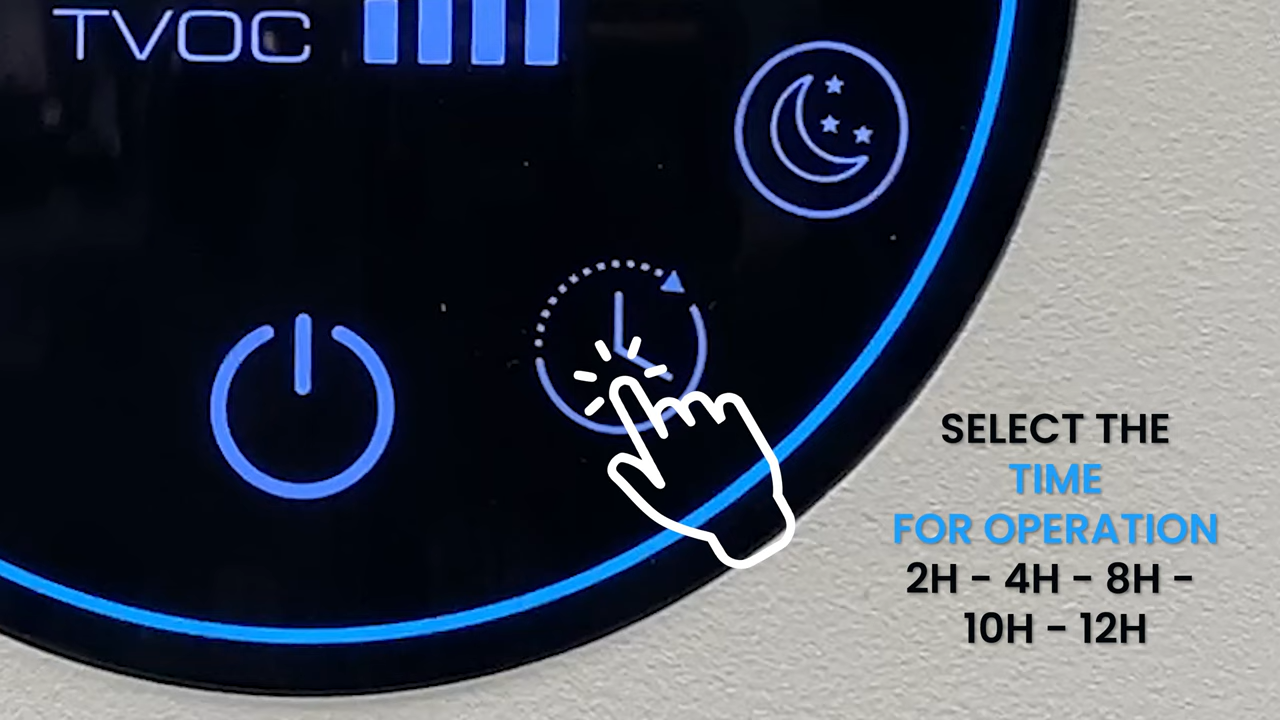 TVOC
SELECT THE
TIME
FOR OPERATION
2H - 4H - 8H -
10H - 12H